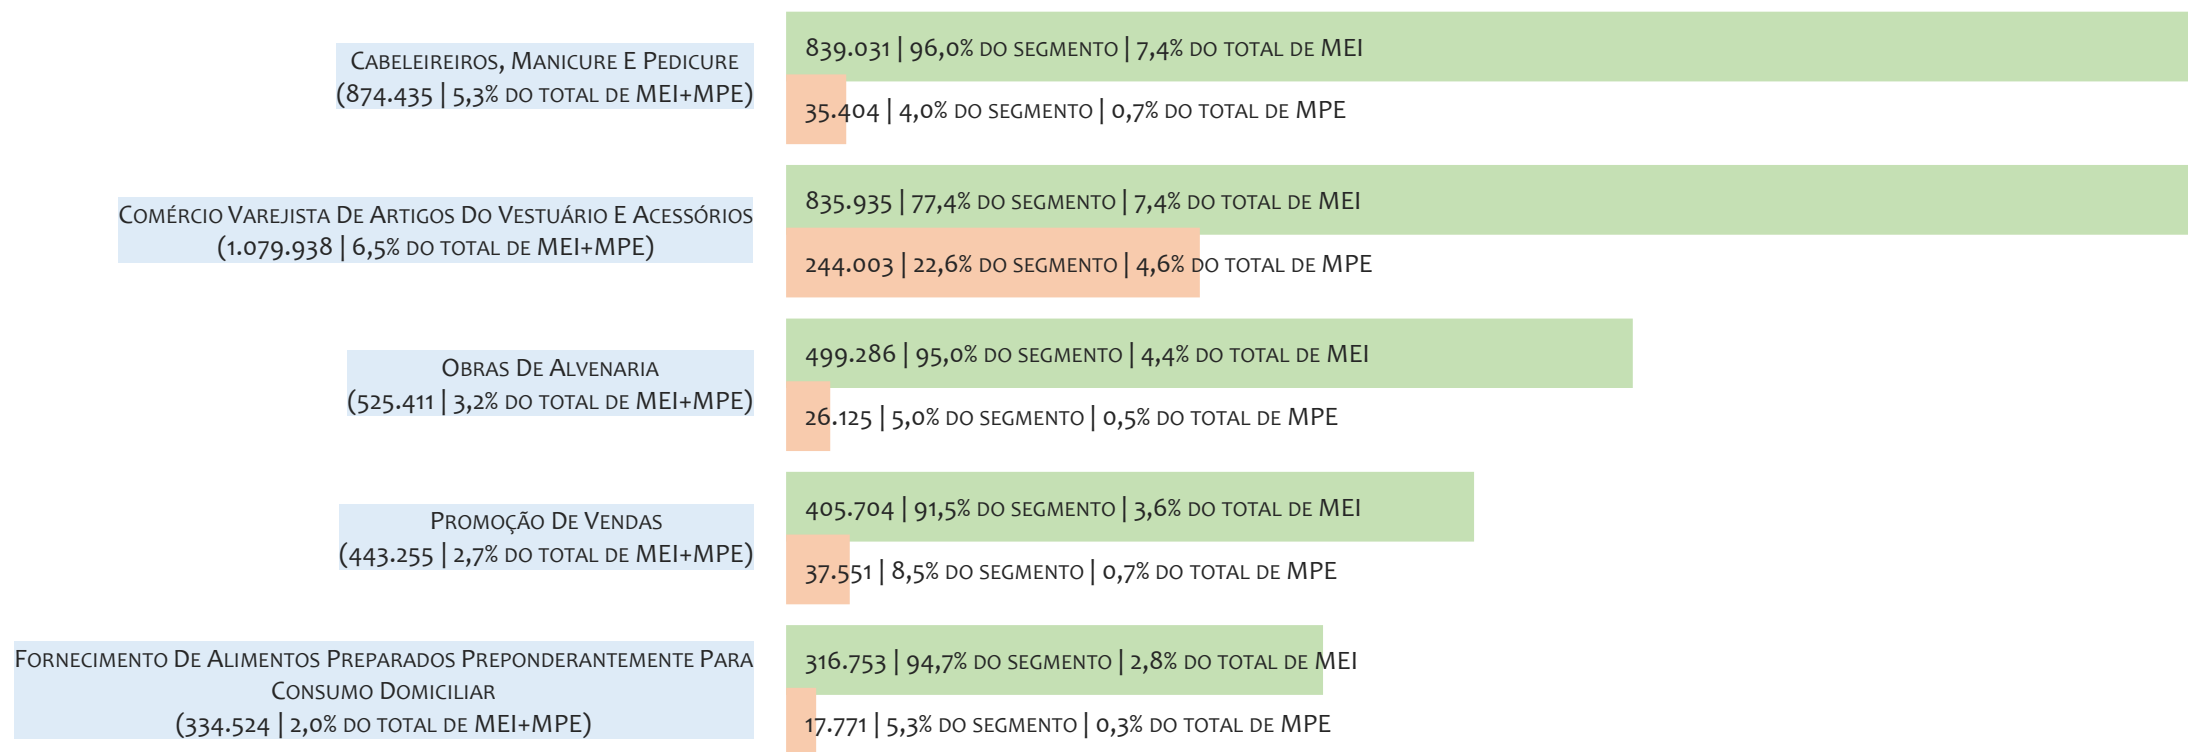 Cabeleireiros, Manicure E Pedicure
(874.435 | 5,3% do total de MEI+MPE)
839.031 | 96,0% do segmento | 7,4% do total de MEI
35.404 | 4,0% do segmento | 0,7% do total de MPE
Comércio Varejista De Artigos Do Vestuário E Acessórios
(1.079.938 | 6,5% do total de MEI+MPE)
835.935 | 77,4% do segmento | 7,4% do total de MEI
244.003 | 22,6% do segmento | 4,6% do total de MPE
Obras De Alvenaria
(525.411 | 3,2% do total de MEI+MPE)
499.286 | 95,0% do segmento | 4,4% do total de MEI
26.125 | 5,0% do segmento | 0,5% do total de MPE
Promoção De Vendas
(443.255 | 2,7% do total de MEI+MPE)
405.704 | 91,5% do segmento | 3,6% do total de MEI
37.551 | 8,5% do segmento | 0,7% do total de MPE
Fornecimento De Alimentos Preparados Preponderantemente Para
Consumo Domiciliar
(334.524 | 2,0% do total de MEI+MPE)
316.753 | 94,7% do segmento | 2,8% do total de MEI
17.771 | 5,3% do segmento | 0,3% do total de MPE